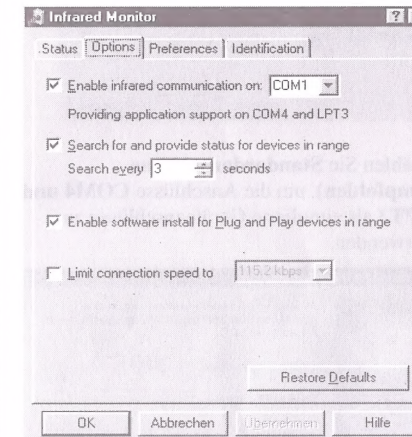 Infrared Monitor
?
Status Options Preferences Identification
Enable infrared communication on: COM1
Providing application support on COM4 and LPT3
Search for and provide status for devices in range
Search every 3 seconds
Enable software install for Plug and Play devices in range
Limit connection speed to 115.2 kbps
Restore Defaults
OK Abbrechen Übernehmen Hilfe